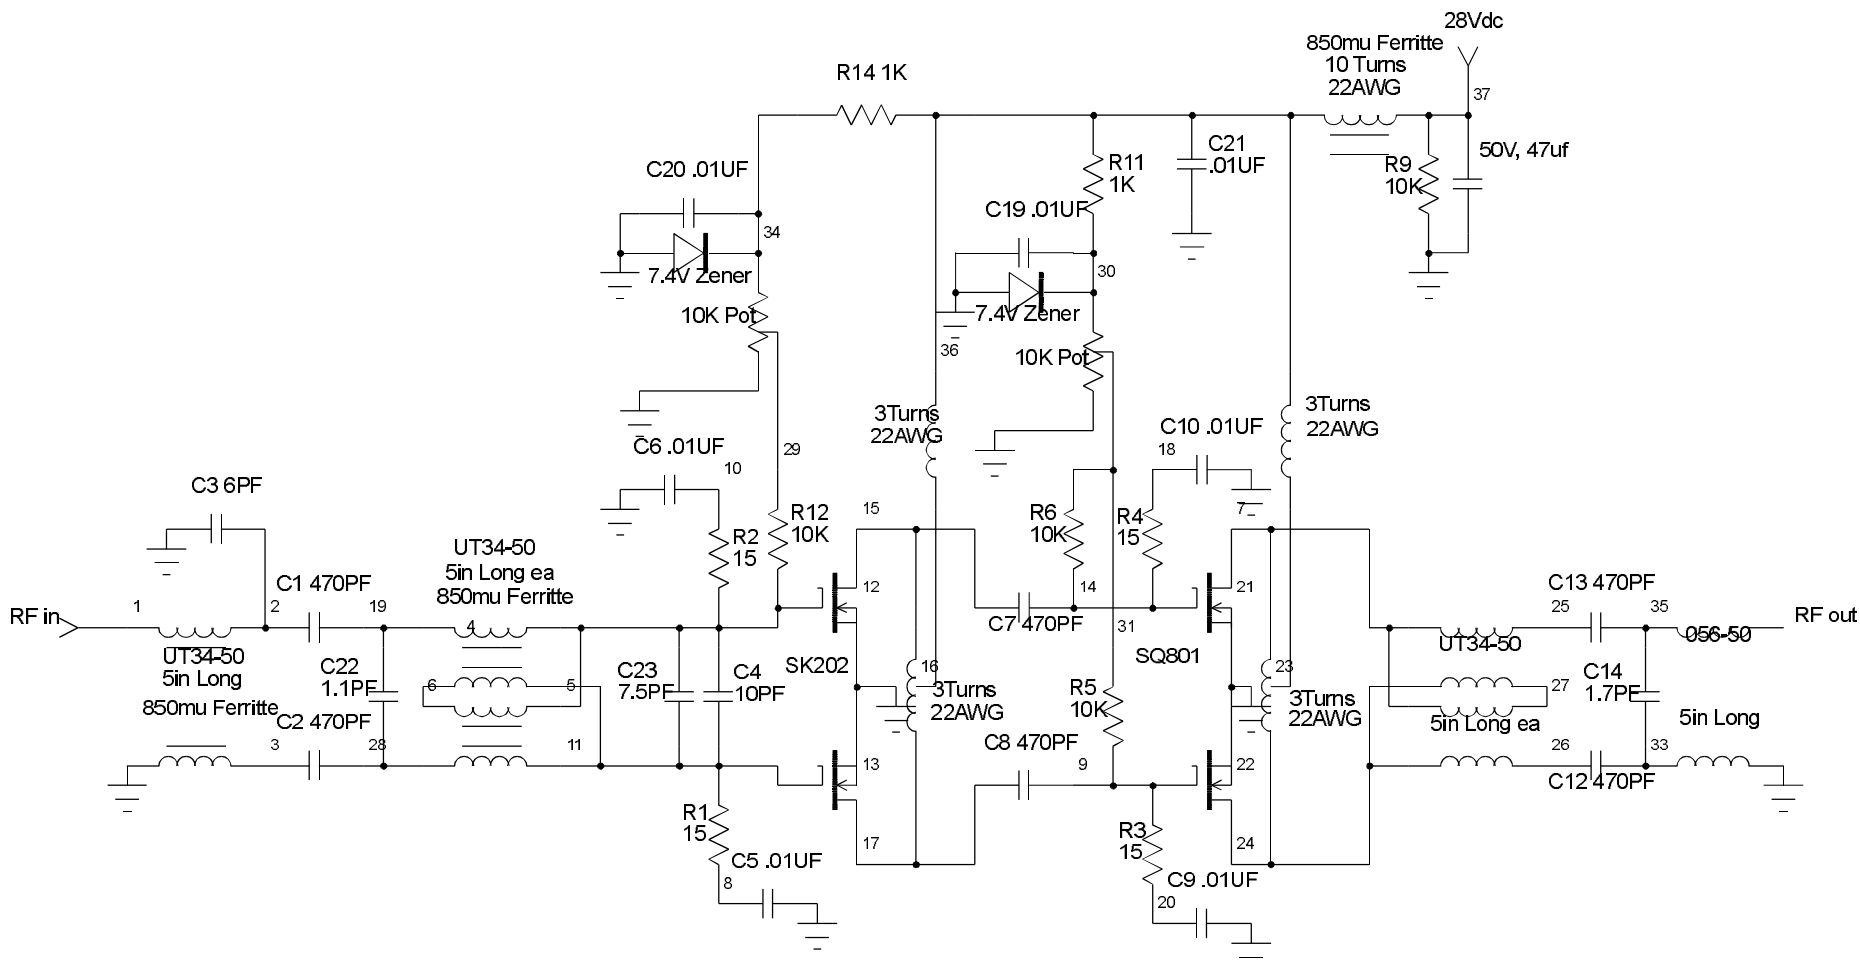 28Vdc
850mu Ferritte
10 Turns
22AWG
37
R14 1K
50V, 47uf
C21
.01UF
R11
1K
R9
10K
C20 .01UF
C19 .01UF
34
30
7.4V Zener
7.4V Zener
10K Pot
36
10K Pot
3Turns
22AWG
3Turns
22AWG
C6 .01UF
C10 .01UF
29
18
10
C3 6PF
15
7
R12
10K
R6
10K
R4
15
R2
15
UT34-50
5in Long ea
850mu Ferritte
C1 470PF
12
14
21
C13 470PF
RF in
1
2
19
4
C7 470PF
31
25
35
RF out
UT34-50
5in Long
SK202
SQ801
UT34-50
056-50
C22
1.1PF
6
5
C23
7.5PF
C4
10PF
16
23
C14
1.7PF
R5
10K
27
850mu Ferritte
3Turns
22AWG
3Turns
22AWG
5in Long ea
5in Long
C2 470PF
3
28
11
C8 470PF
13
9
22
26
33
C12 470PF
R1
15
R3
15
17
24
C5 .01UF
8
C9 .01UF
20